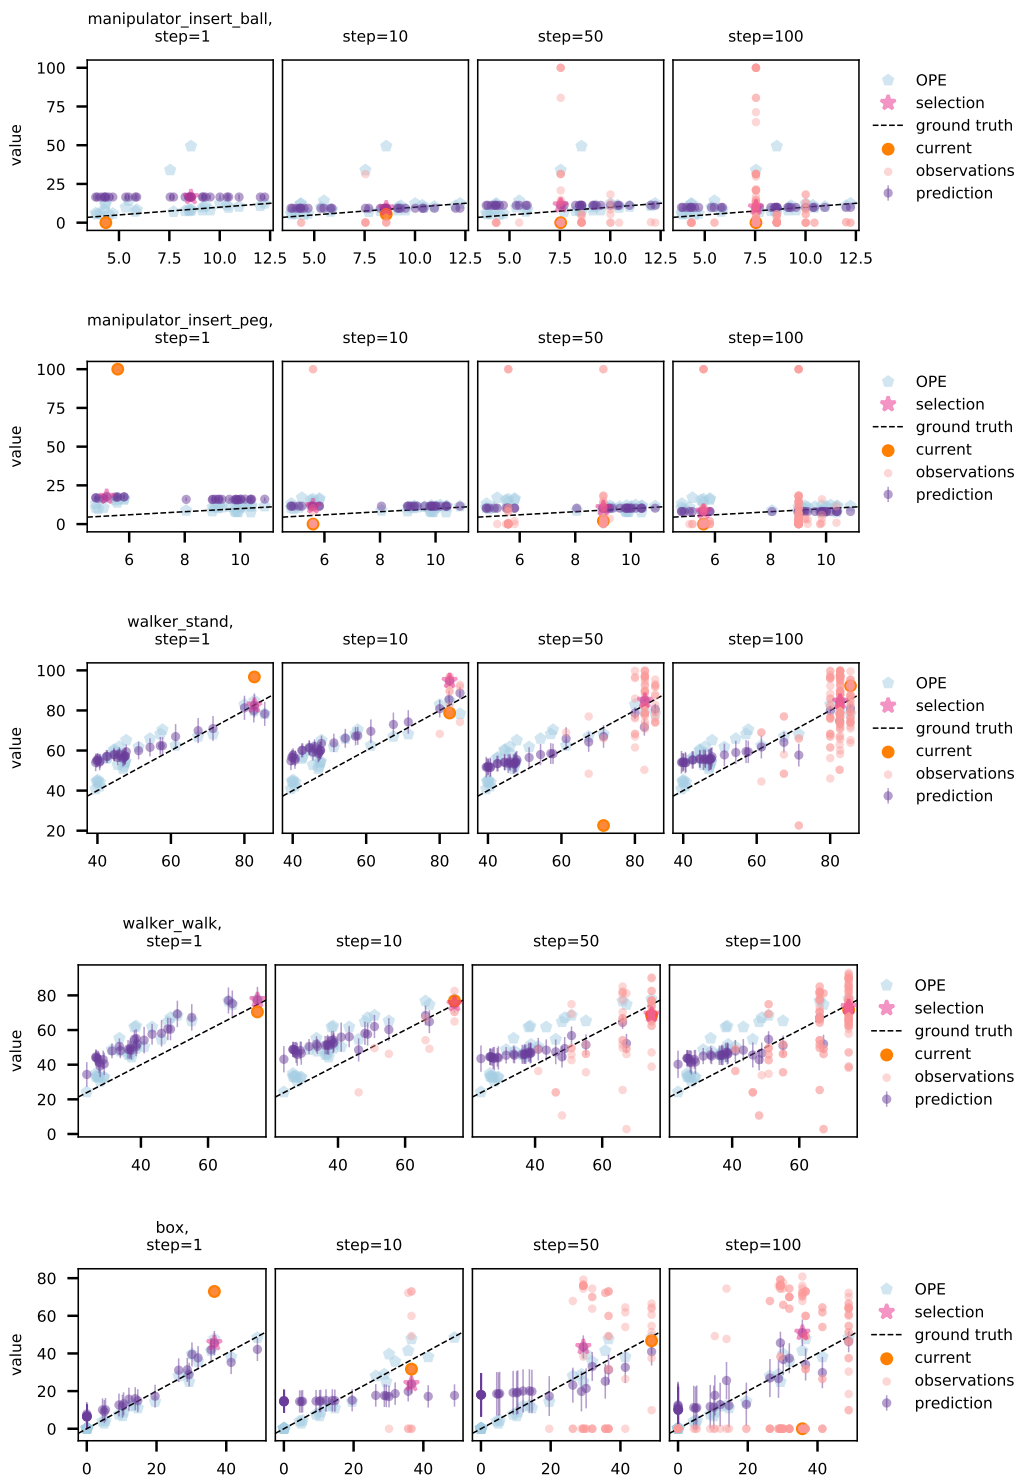 manipulator_insert_ball,
step=1 step=10 step=50 step=100
100
75
50
25
0
value
5.0 7.5 10.0 12.5 5.0 7.5 10.0 12.5 5.0 7.5 10.0 12.5 5.0 7.5 10.0 12.5
OPE
selection
ground truth
current
observations
prediction
manipulator_insert_peg,
step=1 step=10 step=50 step=100
100
75
50
25
0
value
6 8 10 6 8 10 6 8 10 6 8 10
OPE
selection
ground truth
current
observations
prediction
walker_stand,
step=1 step=10 step=50 step=100
100
80
60
40
20
value
40 60 80 40 60 80 40 60 80 40 60 80
OPE
selection
ground truth
current
observations
prediction
walker_walk,
step=1 step=10 step=50 step=100
80
60
40
20
0
value
40 60 40 60 40 60 40 60
OPE
selection
ground truth
current
observations
prediction
box,
step=1 step=10 step=50 step=100
80
60
40
20
0
value
0 20 40 0 20 40 0 20 40 0 20 40
OPE
selection
ground truth
current
observations
prediction